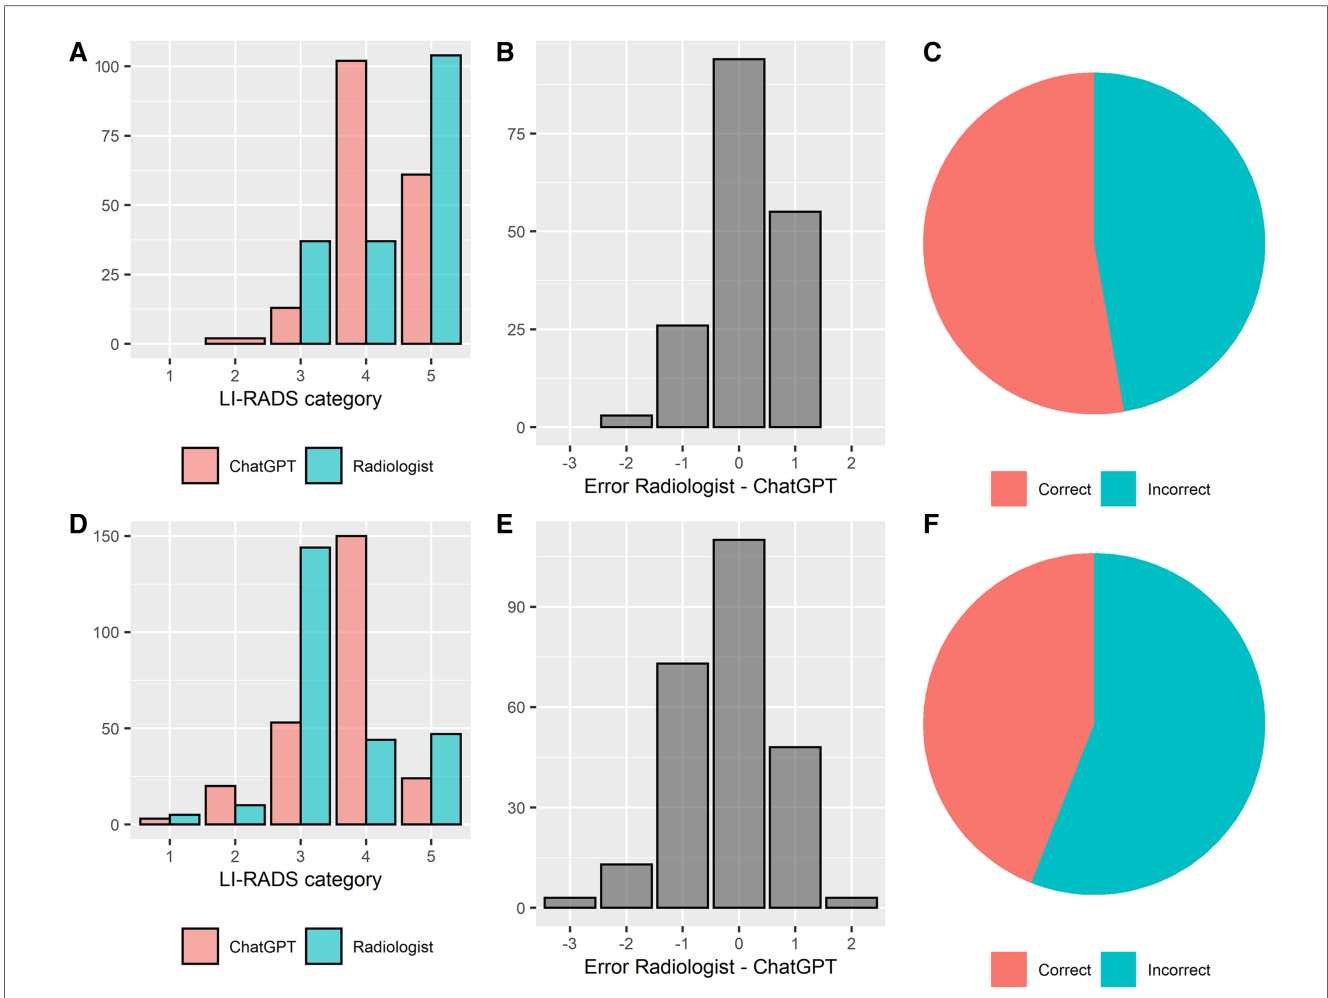 A
100
75
50
25
0
1 2 3 4 5
LI-RADS category
ChatGPT Radiologist
B
75
50
25
0
-3 -2 -1 0 1 2
Error Radiologist - ChatGPT
C
Correct Incorrect
D
150
100
50
0
1 2 3 4 5
LI-RADS category
ChatGPT Radiologist
E
90
60
30
0
-3 -2 -1 0 1 2
Error Radiologist - ChatGPT
F
Correct Incorrect